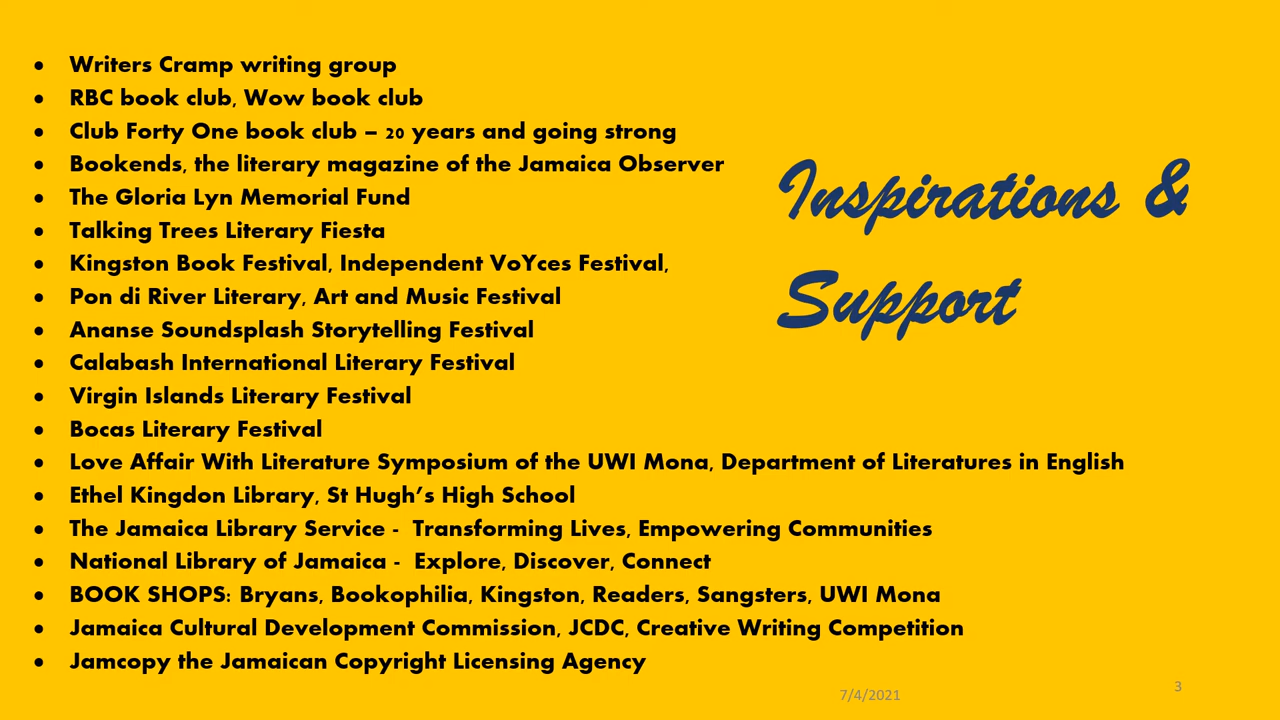 • Writers Cramp writing group
• RBC book club, Wow book club
• Club Forty One book club – 20 years and going strong
• Bookends, the literary magazine of the Jamaica Observer
• The Gloria Lyn Memorial Fund
• Talking Trees Literary Fiesta
• Kingston Book Festival, Independent VoYces Festival,
• Pon di River Literary, Art and Music Festival
• Ananse Soundsplash Storytelling Festival
• Calabash International Literary Festival
• Virgin Islands Literary Festival
• Bocas Literary Festival
• Love Affair With Literature Symposium of the UWI Mona, Department of Literatures in English
• Ethel Kingdon Library, St Hugh’s High School
• The Jamaica Library Service -  Transforming Lives, Empowering Communities
• National Library of Jamaica -  Explore, Discover, Connect
• BOOK SHOPS: Bryans, Bookophilia, Kingston, Readers, Sangsters, UWI Mona
• Jamaica Cultural Development Commission, JCDC, Creative Writing Competition
• Jamcopy the Jamaican Copyright Licensing Agency
Inspirations &
Support
7/4/2021
3